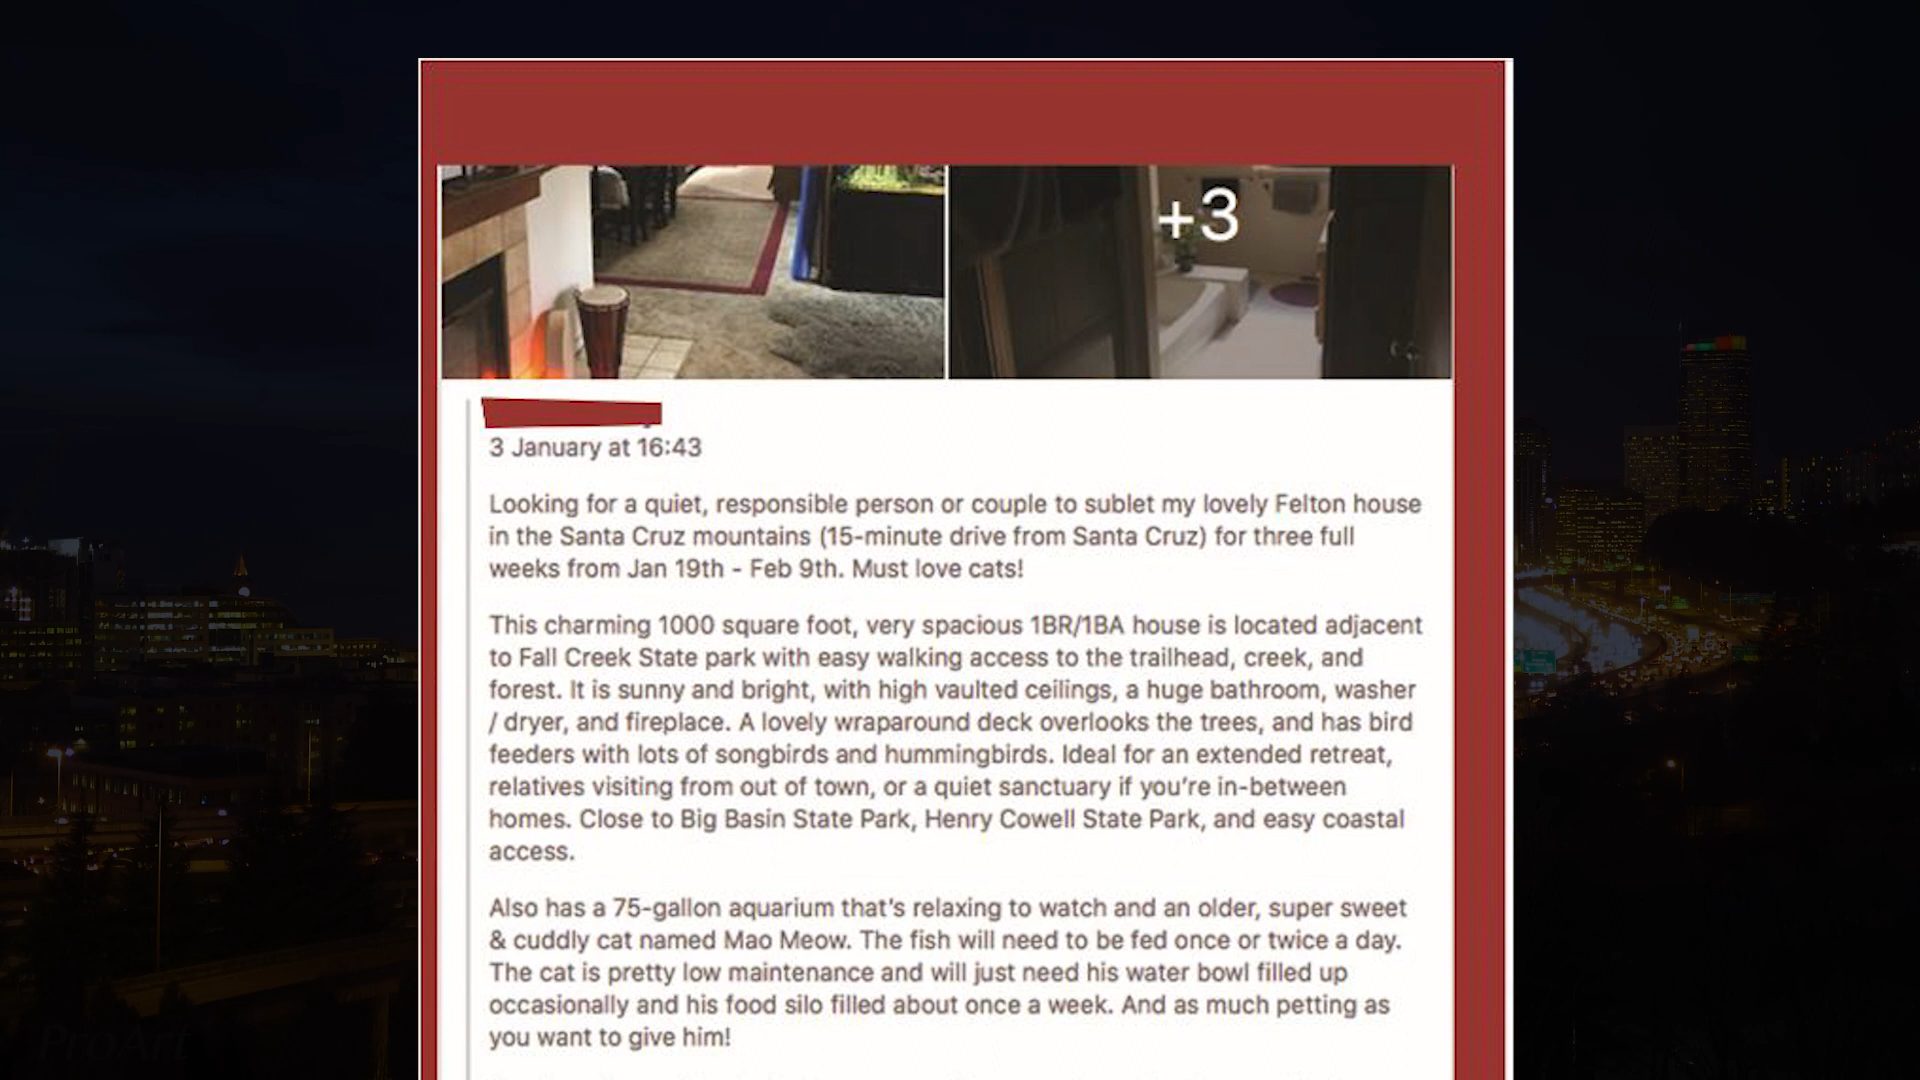 +3
3 January at 16:43
Looking for a quiet, responsible person or couple to sublet my lovely Felton house
in the Santa Cruz mountains (15-minute drive from Santa Cruz) for three full
weeks from Jan 19th - Feb 9th. Must love cats!
This charming 1000 square foot, very spacious 1BR/1BA house is located adjacent
to Fall Creek State park with easy walking access to the trailhead, creek, and
forest. It is sunny and bright, with high vaulted ceilings, a huge bathroom, washer
/ dryer, and fireplace. A lovely wraparound deck overlooks the trees, and has bird
feeders with lots of songbirds and hummingbirds. Ideal for an extended retreat,
relatives visiting from out of town, or a quiet sanctuary if you're in-between
homes. Close to Big Basin State Park, Henry Cowell State Park, and easy coastal
access.
Also has a 75-gallon aquarium that's relaxing to watch and an older, super sweet
& cuddly cat named Mao Meow. The fish will need to be fed once or twice a day.
The cat is pretty low maintenance and will just need his water bowl filled up
occasionally and his food silo filled about once a week. And as much petting as
you want to give him!
ProArt